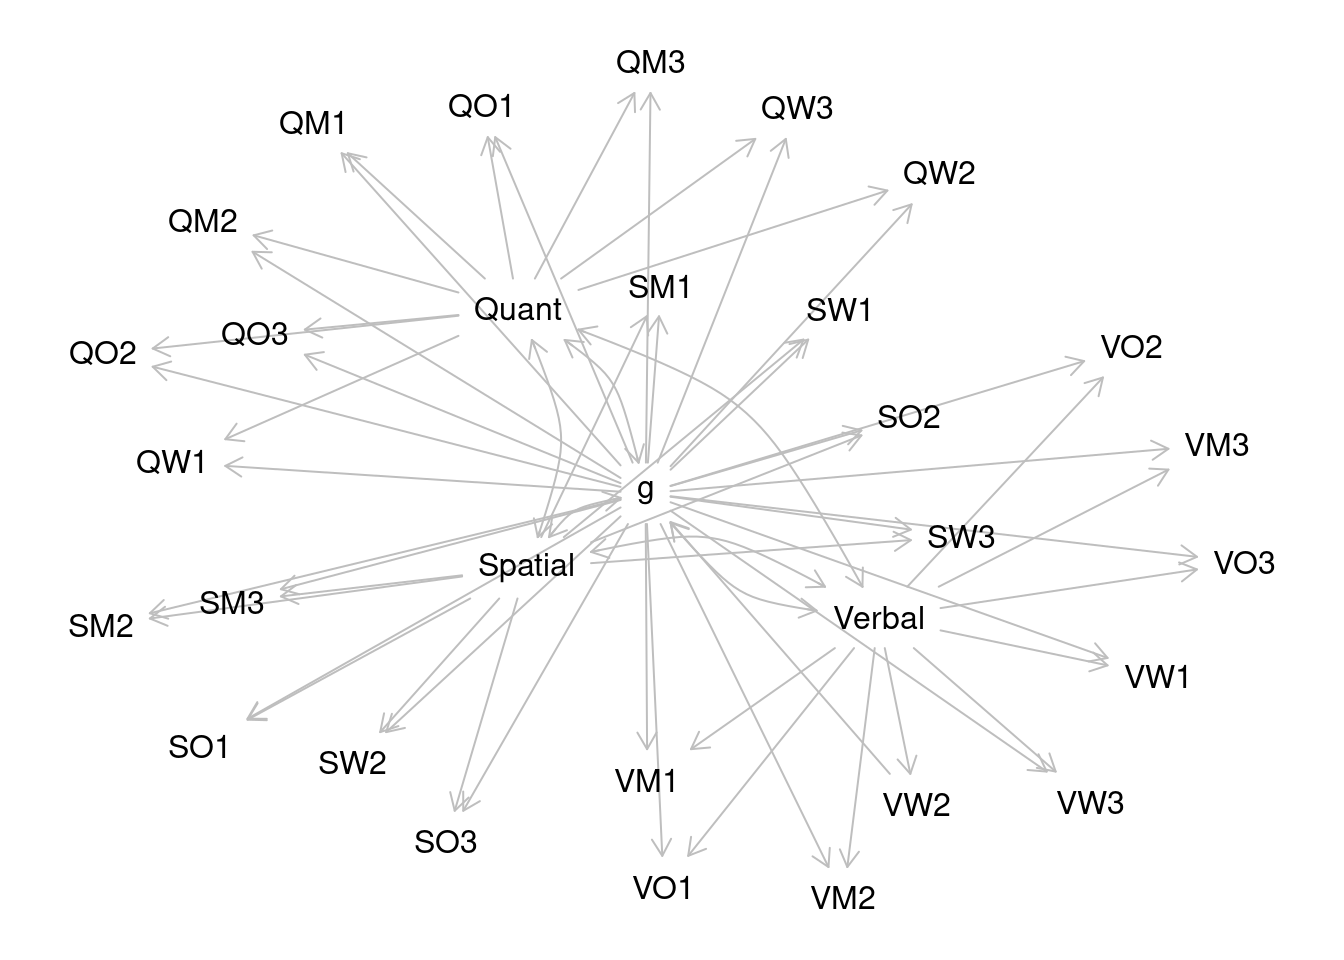 QM3
QO1
QW3
QM1
QW2
QM2
SM1
Quant
SW1
QO3
VO2
QO2
SO2
VM3
QW1
g
SW3
VO3
Spatial
SM3
Verbal
SM2
VW1
SO1
SW2
VM1
VW3
VW2
SO3
VO1
VM2